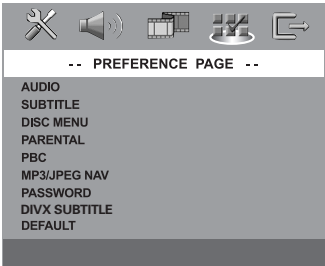 -- PREFERENCE PAGE --
AUDIO
SUBTITLE
DISC MENU
PARENTAL
PBC
MP3/JPEG NAV
PASSWORD
DIVX SUBTITLE
DEFAULT